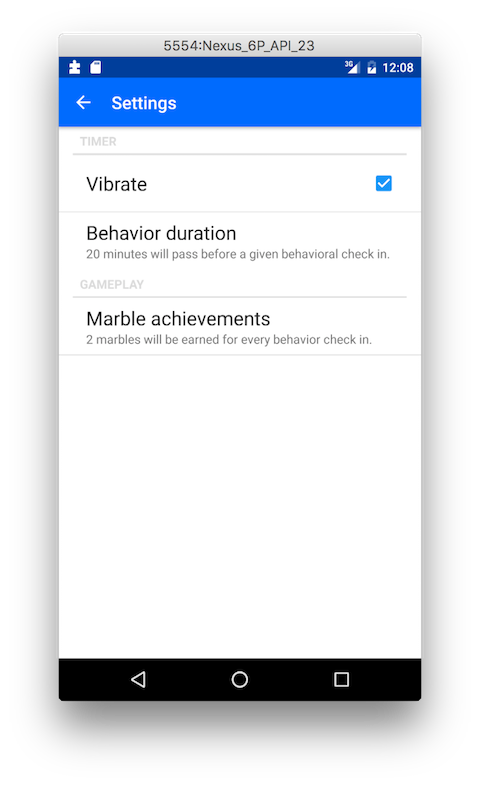 5554:Nexus_6P_API_23
3G 12:08
Settings
TIMER
Vibrate
Behavior duration
20 minutes will pass before a given behavioral check in.
GAMEPLAY
Marble achievements
2 marbles will be earned for every behavior check in.